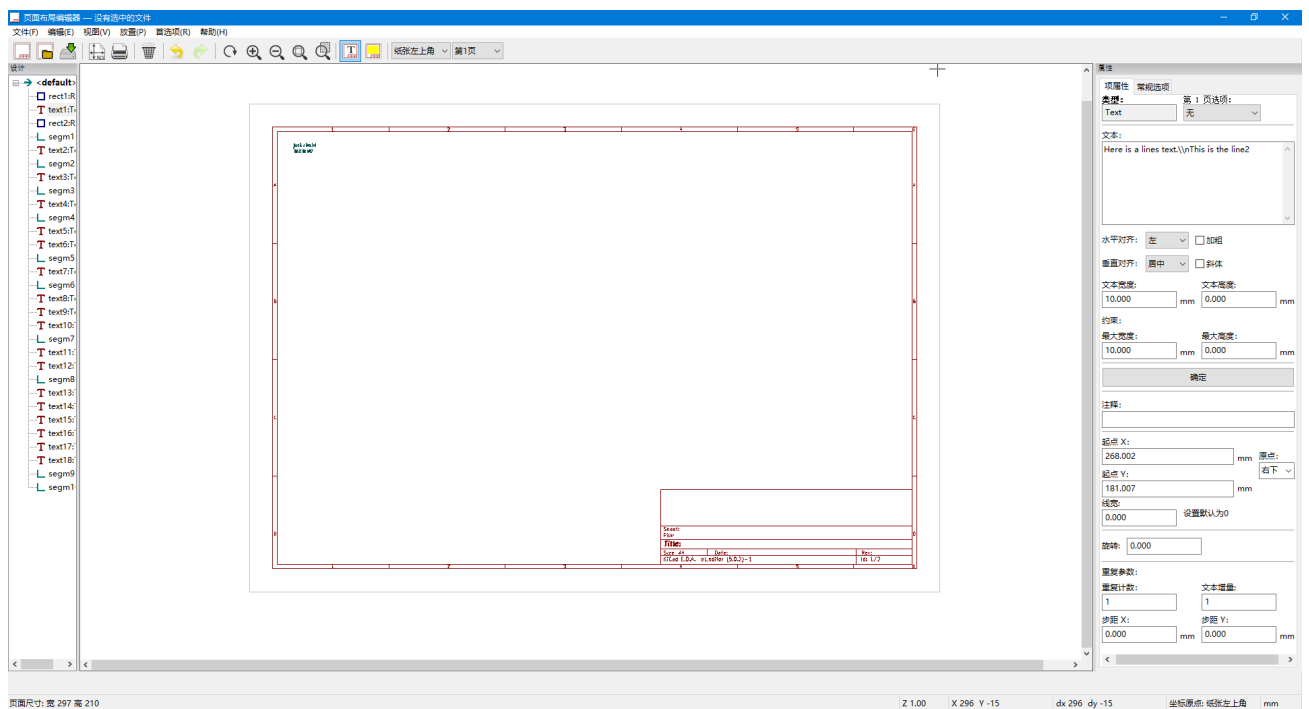 页面布局编辑器 — 没有选中的文件
文件(F) 编辑(E) 视图(V) 放置(P) 首选项(R) 帮助(H)
T 纸张左上角 第1页
设计
<default>
rect1:R
text1:T
rect2:R
segm1
text2:T
segm2
text3:T
segm3
text4:T
segm4
text5:T
text6:T
segm5
text7:T
segm6
text8:T
text9:T
text10:
segm7
text11:
text12:
segm8
text13:
text14:
text15:
text16:
text17:
text18:
segm9
segm1
1 2 3 4 5 6
A A
B B
C C
D D
Sheet:
File:
Title:
Size: A4 Date: Rev:
Id: 1/1
1 2 3 4 5 6
属性
项属性 常规选项
类型: 第 1 页选项:
Text 无
文本:
Here is a lines text.\\nThis is the line2
水平对齐: 左 加粗
垂直对齐: 居中 斜体
文本宽度: 文本高度:
10.000 mm 0.000 mm
约束:
最大宽度: 最大高度:
10.000 mm 0.000 mm
确定
注释:
起点 X:
268.002 mm 原点:
右下
起点 Y:
181.007 mm
线宽:
0.000 设置默认为0
旋转: 0.000
重复参数:
重复计数: 文本增量:
1 1
步距 X: 步距 Y:
0.000 mm 0.000 mm
页面尺寸: 宽 297 高 210 Z 1.00 X 296 Y -15 dx 296 dy -15 坐标原点: 纸张左上角 mm